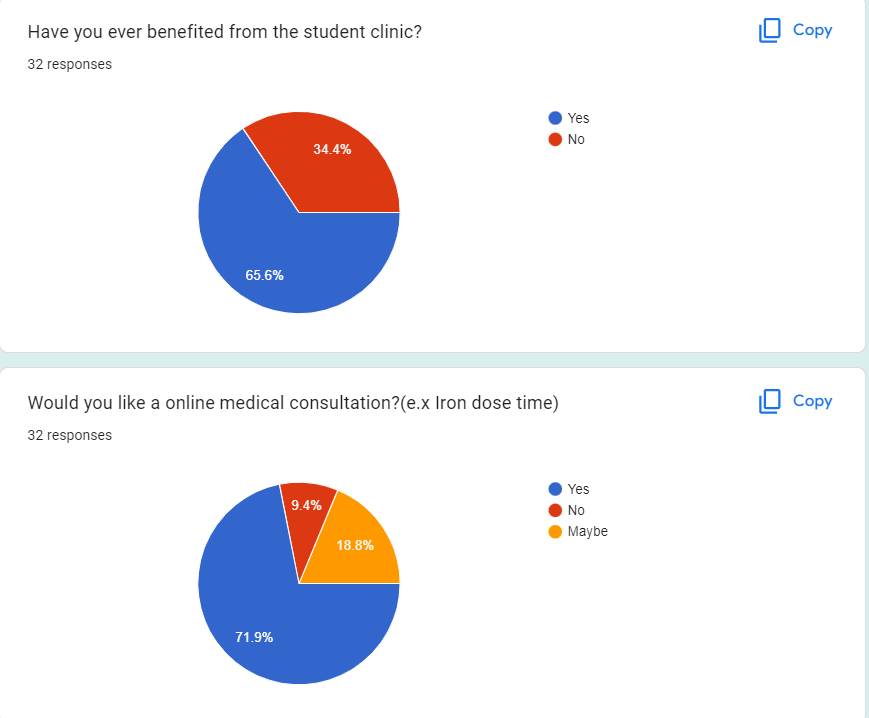 Have you ever benefited from the student clinic?
Copy
32 responses
Yes
No
34.4%
65.6%
Would you like a online medical consultation?(e.x Iron dose time)
Copy
32 responses
Yes
No
Maybe
9.4%
18.8%
71.9%